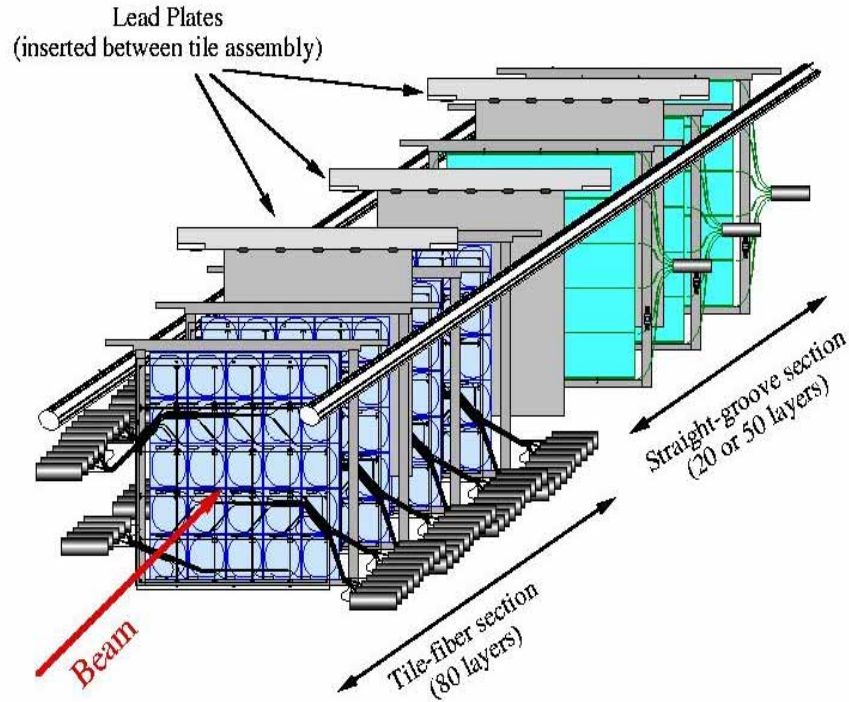 Lead Plates
(inserted between tile assembly)
Straight-groove section
(20 or 50 layers)
Tile-fiber section
(80 layers)
Beam